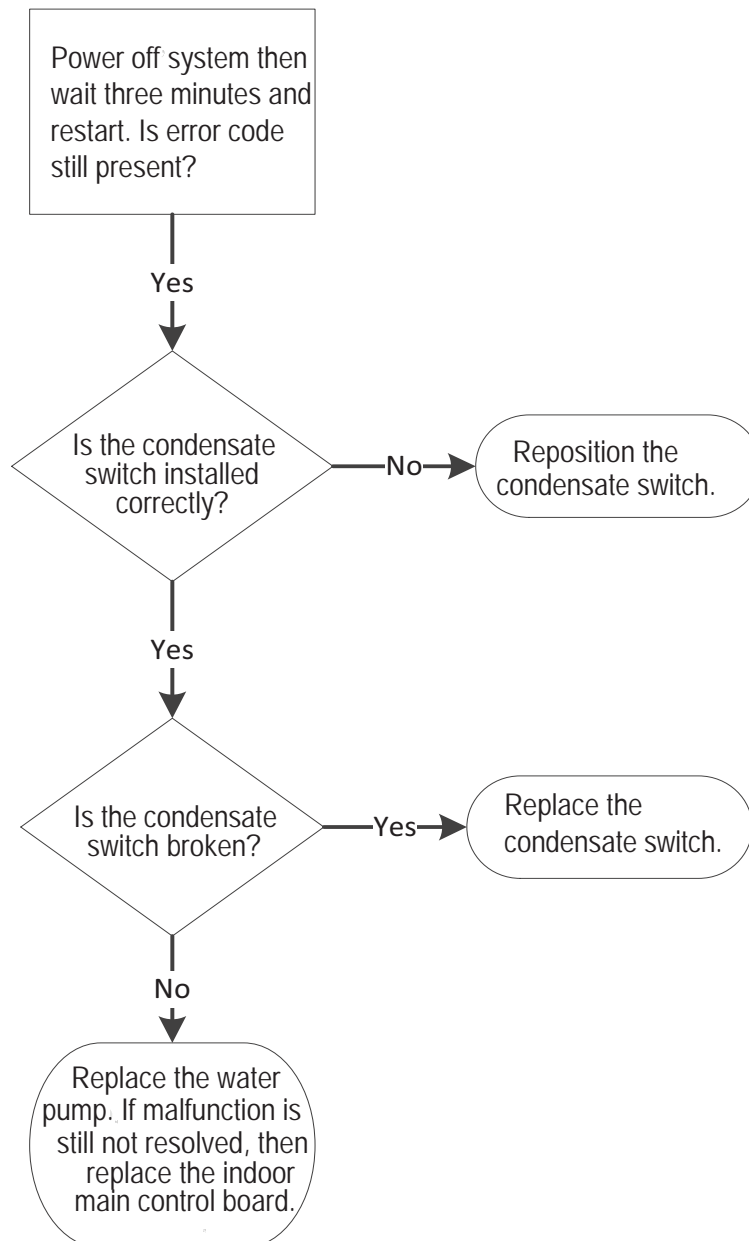 Power off system then
wait three minutes and
restart. Is error code
still present?
Yes
Is the condensate
switch installed
correctly?
No
Reposition the
condensate switch.
Yes
Is the condensate
switch broken?
Yes
Replace the
condensate switch.
No
Replace the water
pump. If malfunction is
still not resolved, then
replace the indoor
main control board.